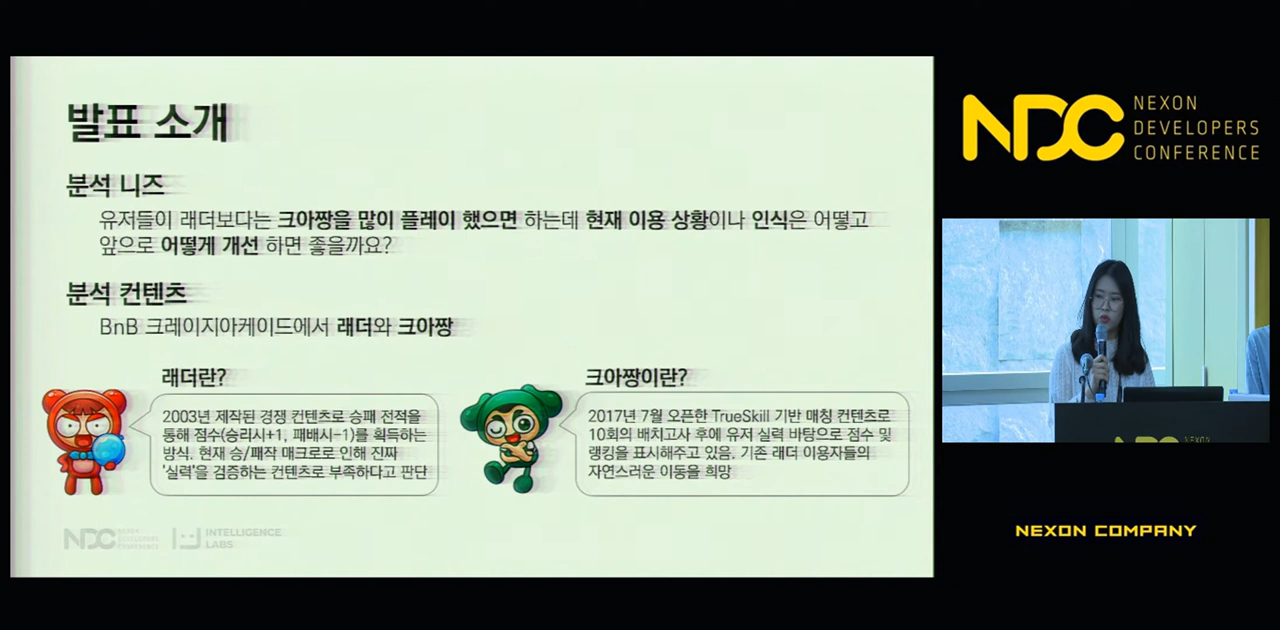 발표 소개
분석 니즈
유저들이 래더보다는 크아짱을 많이 플레이 했으면 하는데 현재 이용 상황이나 인식은 어떻고
앞으로 어떻게 개선 하면 좋을까요?
분석 컨텐츠
BnB 크레이지아케이드에서 래더와 크아짱
래더란?
2003년 제작된 경쟁 컨텐츠로 승패 전적을
통해 점수(승리시+1, 패배시-1)를 획득하는
방식. 현재 승/패작 매크로로 인해 진짜
'실력'을 검증하는 컨텐츠로 부족하다고 판단
크아짱이란?
2017년 7월 오픈한 TrueSkill 기반 매칭 컨텐츠로
10회의 배치고사 후에 유저 실력 바탕으로 점수 및
랭킹을 표시해주고 있음. 기존 래더 이용자들의
자연스러운 이동을 희망
NDC NEXON
DEVELOPERS
CONFERENCE
INTELLIGENCE
LABS
NDC NEXON
DEVELOPERS
CONFERENCE
NDC NEXON
NEXON COMPANY